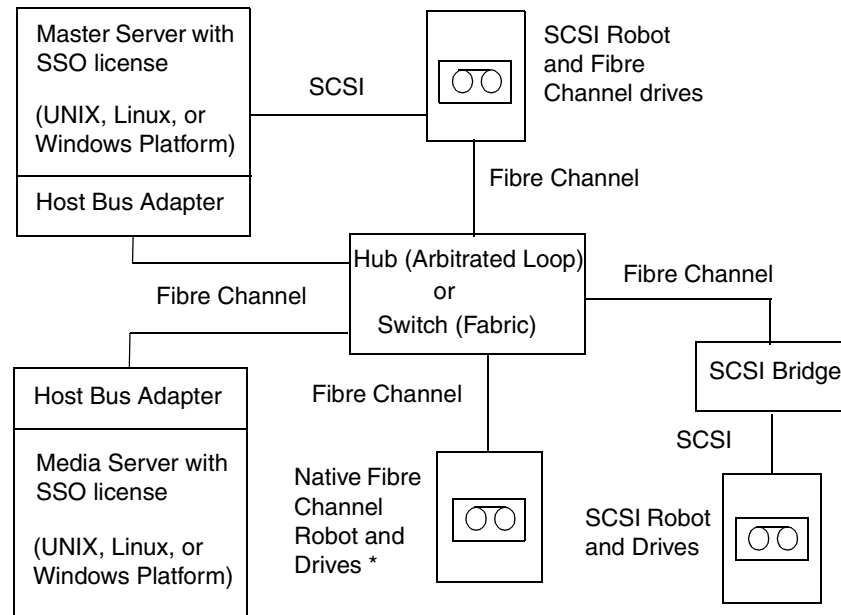 Master Server with
SSO license
(UNIX, Linux, or
Windows Platform)
Host Bus Adapter
SCSI
SCSI Robot
and Fibre
Channel drives
Fibre Channel
Hub (Arbitrated Loop)
or
Switch (Fabric)
Fibre Channel
Fibre Channel
SCSI Bridge
SCSI
SCSI Robot
and Drives
Fibre Channel
Native Fibre
Channel
Robot and
Drives *
Host Bus Adapter
Media Server with
SSO license
(UNIX, Linux, or
Windows Platform)